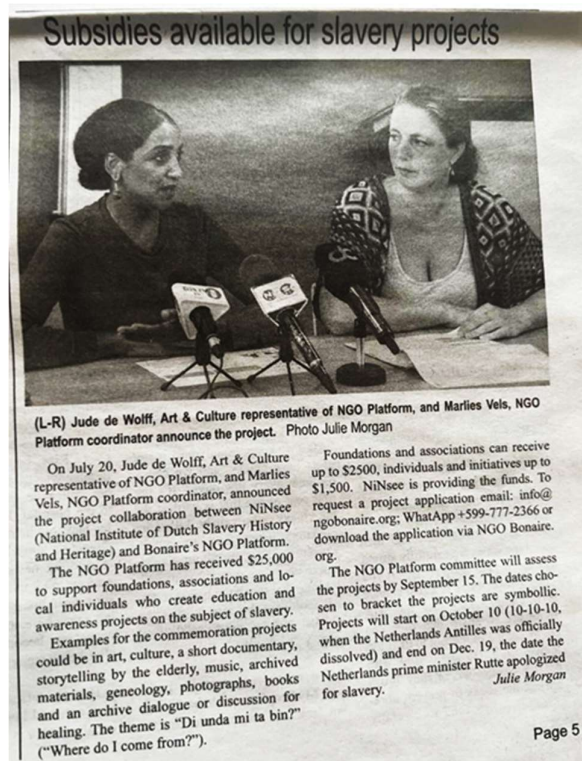 Subsidies available for slavery projects
(L-R) Jude de Wolff, Art & Culture representative of NGO Platform, and Marlies Vels, NGO
Platform coordinator announce the project. Photo Julie Morgan
On July 20, Jude de Wolff, Art & Culture
representative of NGO Platform, and Marlies
Vels, NGO Platform coordinator, announced
the project collaboration between NiNsee
(National Institute of Dutch Slavery History
and Heritage) and Bonaire's NGO Platform.
The NGO Platform has received $25,000
to support foundations, associations and lo-
cal individuals who create education and
awareness projects on the subject of slavery.
Examples for the commemoration projects
could be in art, culture, a short documentary,
storytelling by the elderly, music, archived
materials, geneology, photographs, books
and an archive dialogue or discussion for
healing. The theme is “Di unda mi ta bin?”
(“Where do I come from?”).
Foundations and associations can receive
up to $2500, individuals and initiatives up to
$1,500. NiNsee is providing the funds. To
request a project application email: info@
ngobonaire.org; WhatApp +599-777-2366 or
download the application via NGO Bonaire.
org.
The NGO Platform committee will assess
the projects by September 15. The dates cho-
sen to bracket the projects are symbollic.
Projects will start on October 10 (10-10-10,
when the Netherlands Antilles was officially
dissolved) and end on Dec. 19, the date the
Netherlands prime minister Rutte apologized
for slavery.
Julie Morgan
Page 5